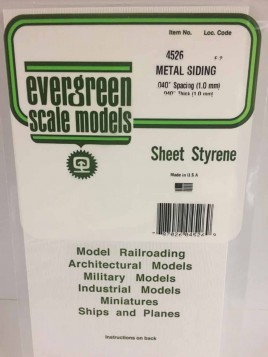 Item No. Loc. Code
4526
METAL SIDING
.040" Spacing (1.0 mm)
.040" Thick (1.0 mm)
evergreen
scale models
Sheet Styrene
Made in U.S.A
Model Railroading
Architectural Models
Military Models
Industrial Models
Miniatures
Ships and Planes
Instructions on back